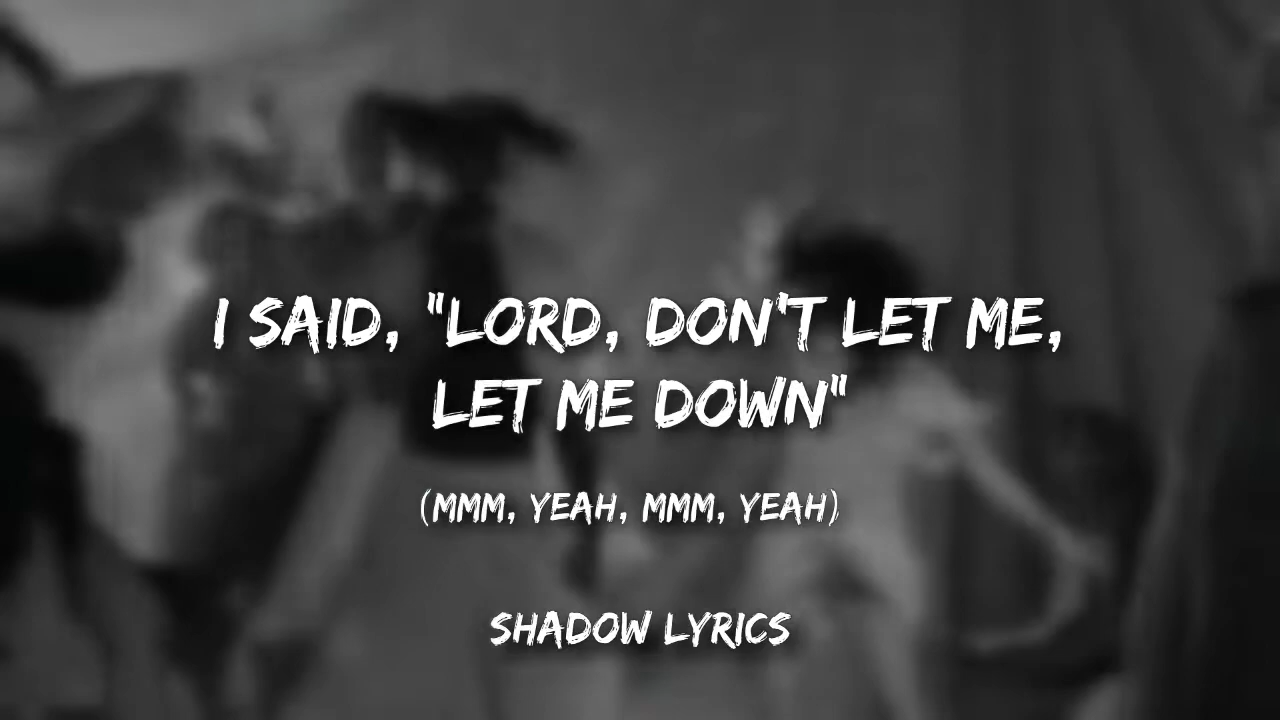 I SAID, "LORD, DON'T LET ME,
LET ME DOWN"
(MMM, YEAH, MMM, YEAH)
SHADOW LYRICS